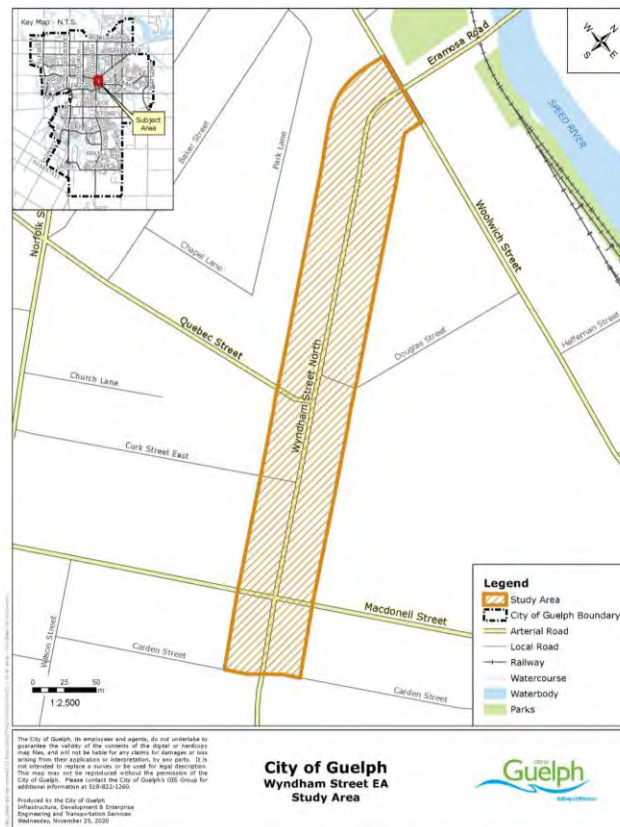 Key Map - N.T.S.
Subject
Area
Eramosa Road
W
N
S
E
SPEED RIVER
Baker Street
Park Lane
Norfolk S
Chapel Lane
Woolwich Street
Quebec Street
Douglas Street
Heffernan Street
Wyndham Street North
Church Lane
Cork Street East
Macdonell Street
Wilson Street
Carden Street
Carden Street
0 25 50
m
1:2,500
Legend
Study Area
City of Guelph Boundary
Arterial Road
Local Road
Railway
Watercourse
Waterbody
Parks
The City of Guelph, its employees and agents, do not undertake to
guarantee the validity of the contents of the digital or hardcopy
map files, and will not be liable for any claims for damages or loss
arising from their application or interpretation, by any party. It is
not intended to replace a survey or be used for legal description.
This map may not be reproduced without the permission of the
City of Guelph. Please contact the City of Guelph's GIS Group for
additional information at 519-822-1260.
Produced by the City of Guelph
Infrastructure, Development & Enterprise
Engineering and Transportation Services
Wednesday, November 25, 2020
City of Guelph
Wyndham Street EA
Study Area
CITY OF
Guelph